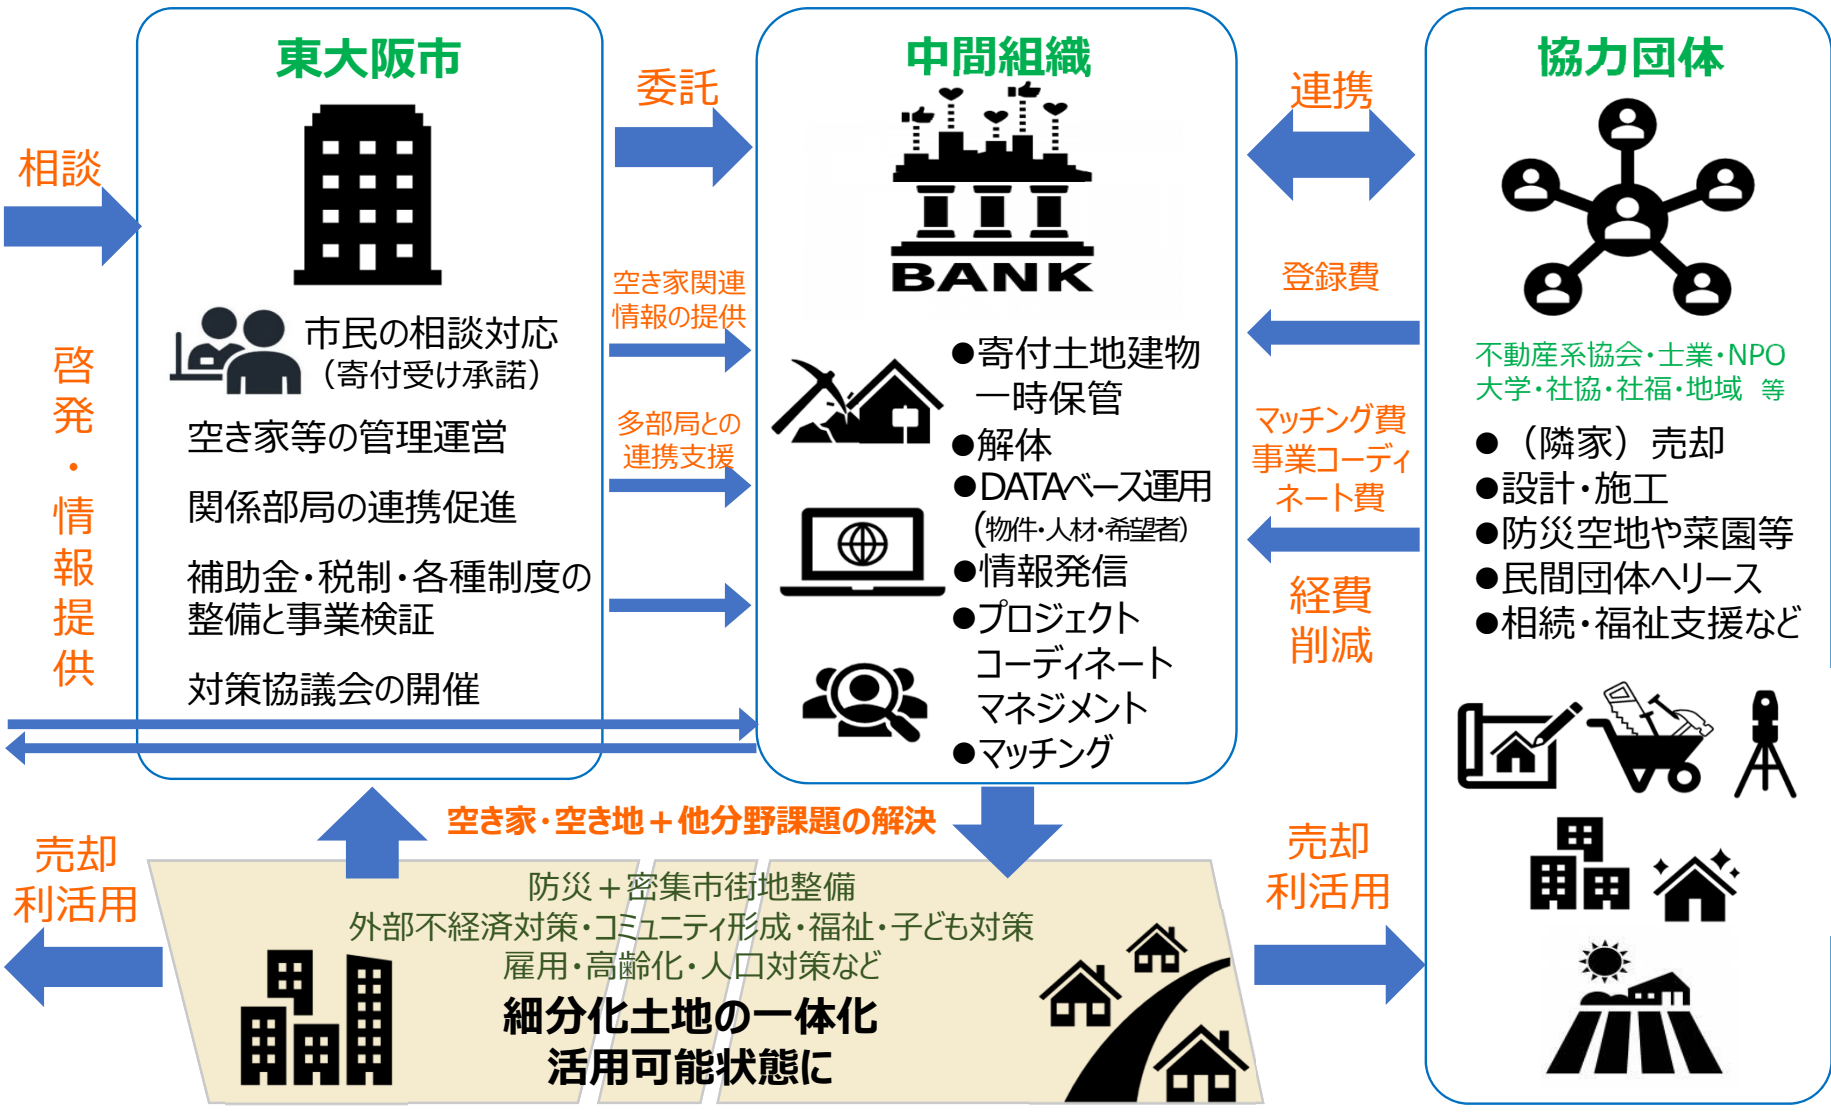 相談
啓発・情報提供
売却
利活用
東大阪市
市民の相談対応
（寄付受け承諾）
空き家等の管理運営
関係部局の連携促進
補助金・税制・各種制度の
整備と事業検証
対策協議会の開催
委託
空き家関連
情報の提供
多部局との
連携支援
中間組織
BANK
●寄付土地建物
一時保管
●解体
●DATAベース運用
(物件・人材・希望者)
●情報発信
●プロジェクト
コーディネート
マネジメント
●マッチング
連携
登録費
マッチング費
事業コーディ
ネート費
経費
削減
協力団体
不動産系協会・士業・NPO
大学・社協・社福・地域 等
●（隣家）売却
●設計・施工
●防災空地や菜園等
●民間団体へリース
●相続・福祉支援など
空き家・空き地＋他分野課題の解決
防災＋密集市街地整備
外部不経済対策・コミュニティ形成・福祉・子ども対策
雇用・高齢化・人口対策など
細分化土地の一体化
活用可能状態に
売却
利活用